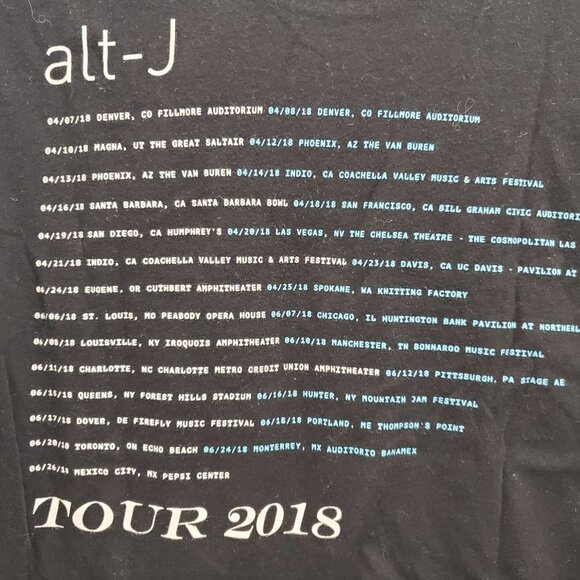 alt-J
04/07/18 DENVER, CO FILLMORE AUDITORIUM 04/08/18 DENVER, CO FILLMORE AUDITORIUM
04/10/18 MAGNA, UT THE GREAT SALTAIR 04/12/18 PHOENIX, AZ THE VAN BUREN
04/13/18 PHOENIX, AZ THE VAN BUREN 04/14/18 INDIO, CA COACHELLA VALLEY MUSIC & ARTS FESTIVAL
04/16/18 SANTA BARBARA, CA SANTA BARBARA BOWL 04/18/18 SAN FRANCISCO, CA BILL GRAHAM CIVIC AUDITORI
04/19/18 SAN DIEGO, CA HUMPHREY'S 04/20/18 LAS VEGAS, NV THE CHELSEA THEATRE - THE COSMOPOLITAN LAS
04/21/18 INDIO, CA COACHELLA VALLEY MUSIC & ARTS FESTIVAL 04/23/18 DAVIS, CA UC DAVIS - PAVILION AT
04/24/18 EUGENE, OR CUTHBERT AMPHITHEATER 04/25/18 SPOKANE, WA KNITTING FACTORY
06/06/18 ST. LOUIS, MO PEABODY OPERA HOUSE 06/07/18 CHICAGO, IL HUNTINGTON BANK PAVILION AT NORTHERL
06/08/18 LOUISVILLE, KY IROQUOIS AMPHITHEATER 06/10/18 MANCHESTER, TN BONNAROO MUSIC FESTIVAL
06/11/18 CHARLOTTE, NC CHARLOTTE METRO CREDIT UNION AMPHITHEATER 06/12/18 PITTSBURGH, PA STAGE AE
06/15/18 QUEENS, NY FOREST HILLS STADIUM 06/16/18 HUNTER, NY MOUNTAIN JAM FESTIVAL
06/17/18 DOVER, DE FIREFLY MUSIC FESTIVAL 06/18/18 PORTLAND, ME THOMPSON'S POINT
06/20/18 TORONTO, ON ECHO BEACH 06/24/18 MONTERREY, MX AUDITORIO BANAMEX
06/26/18 MEXICO CITY, MX PEPSI CENTER
TOUR 2018